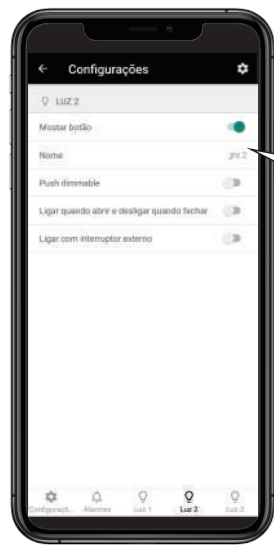 Configurações
LUZ 2
Mostar botão
Nome
Push dimmable
Ligar quando abrir e desligar quando fechar
Ligar com interruptor externo
Alarmes
Luz 1
Luz 2
Luz 3